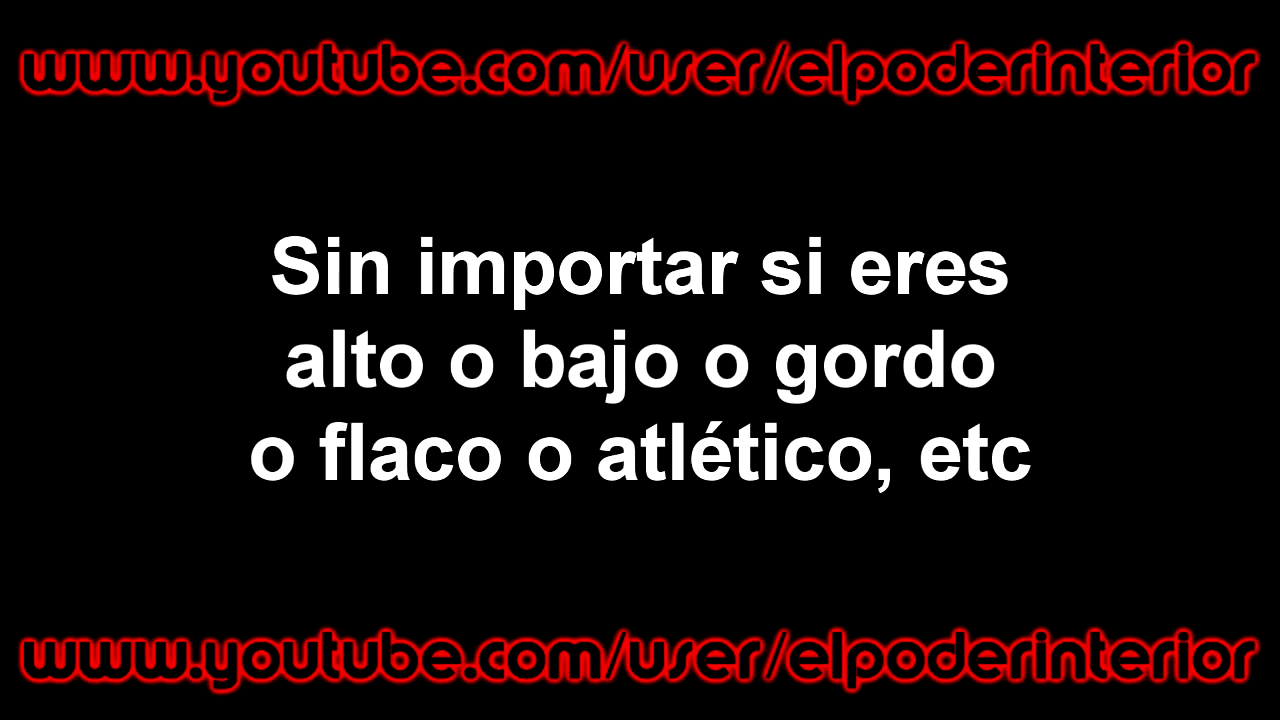 www.youtube.com/user/elpoderinterior
Sin importar si eres
alto o bajo o gordo
o flaco o atlético, etc
www.youtube.com/user/elpoderinterior